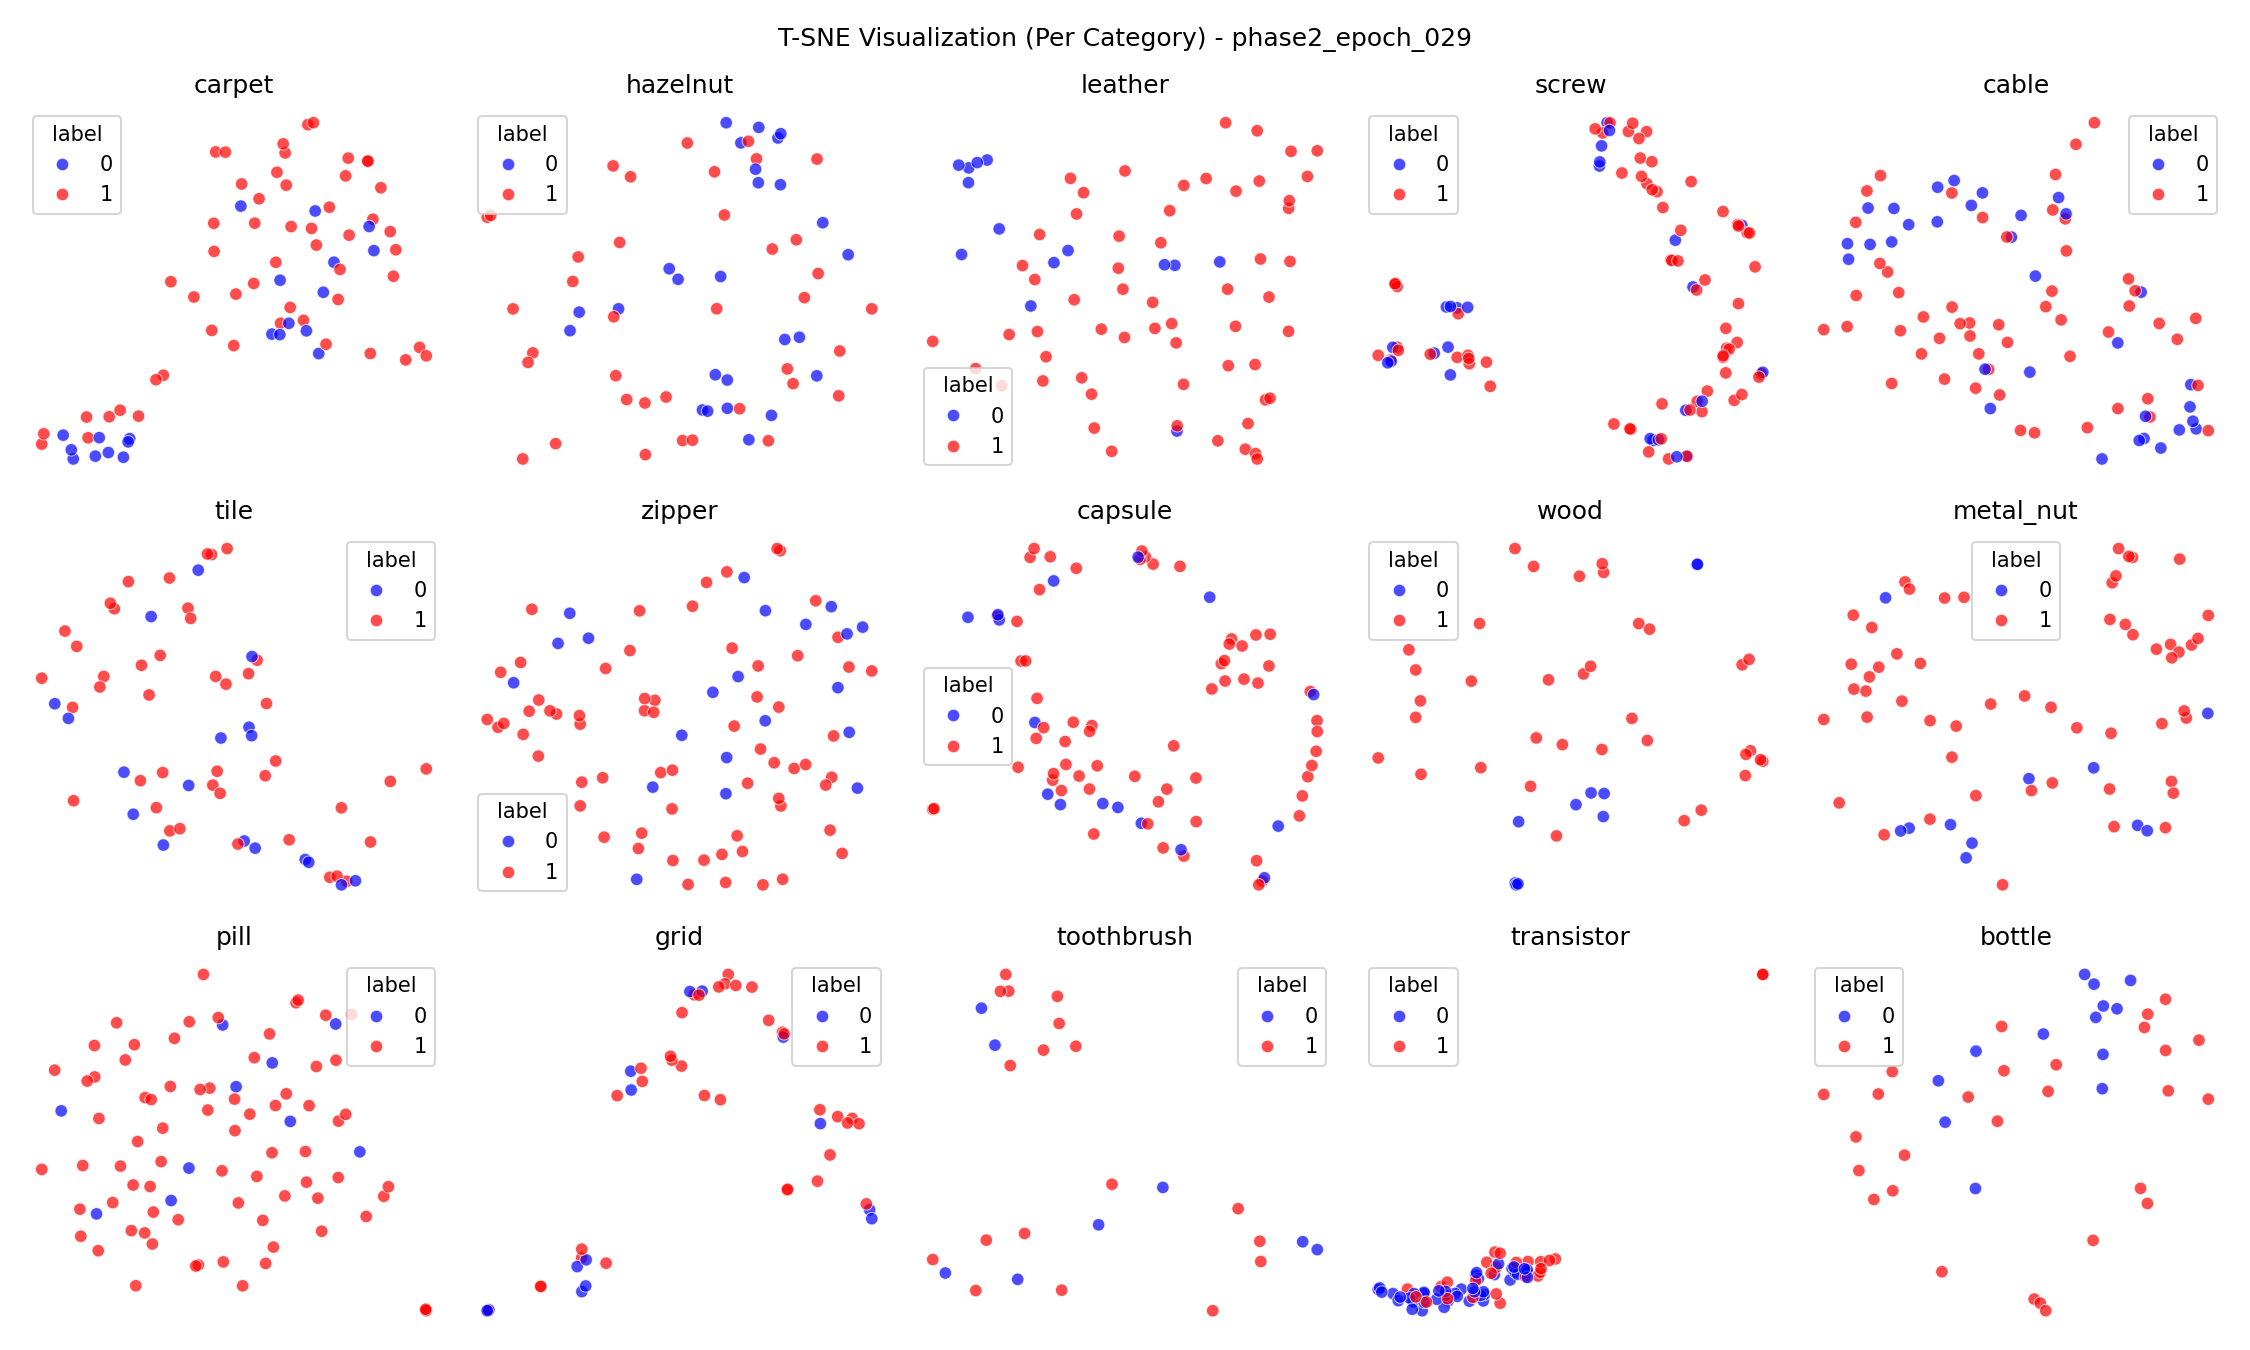 T-SNE Visualization (Per Category) - phase2_epoch_029
carpet
label
0
1
hazelnut
label
0
1
leather
label
0
1
screw
label
0
1
cable
label
0
1
tile
label
0
1
zipper
label
0
1
capsule
label
0
1
wood
label
0
1
metal_nut
label
0
1
pill
label
0
1
grid
label
0
1
toothbrush
label
0
1
transistor
label
0
1
bottle
label
0
1